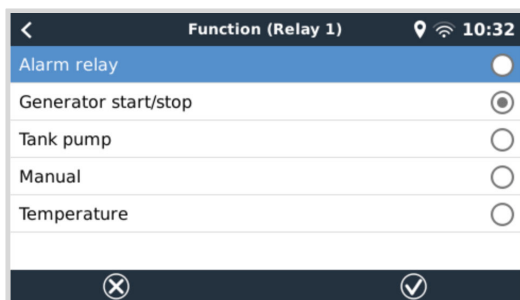 Function (Relay 1) 10:32
Alarm relay
Generator start/stop
Tank pump
Manual
Temperature